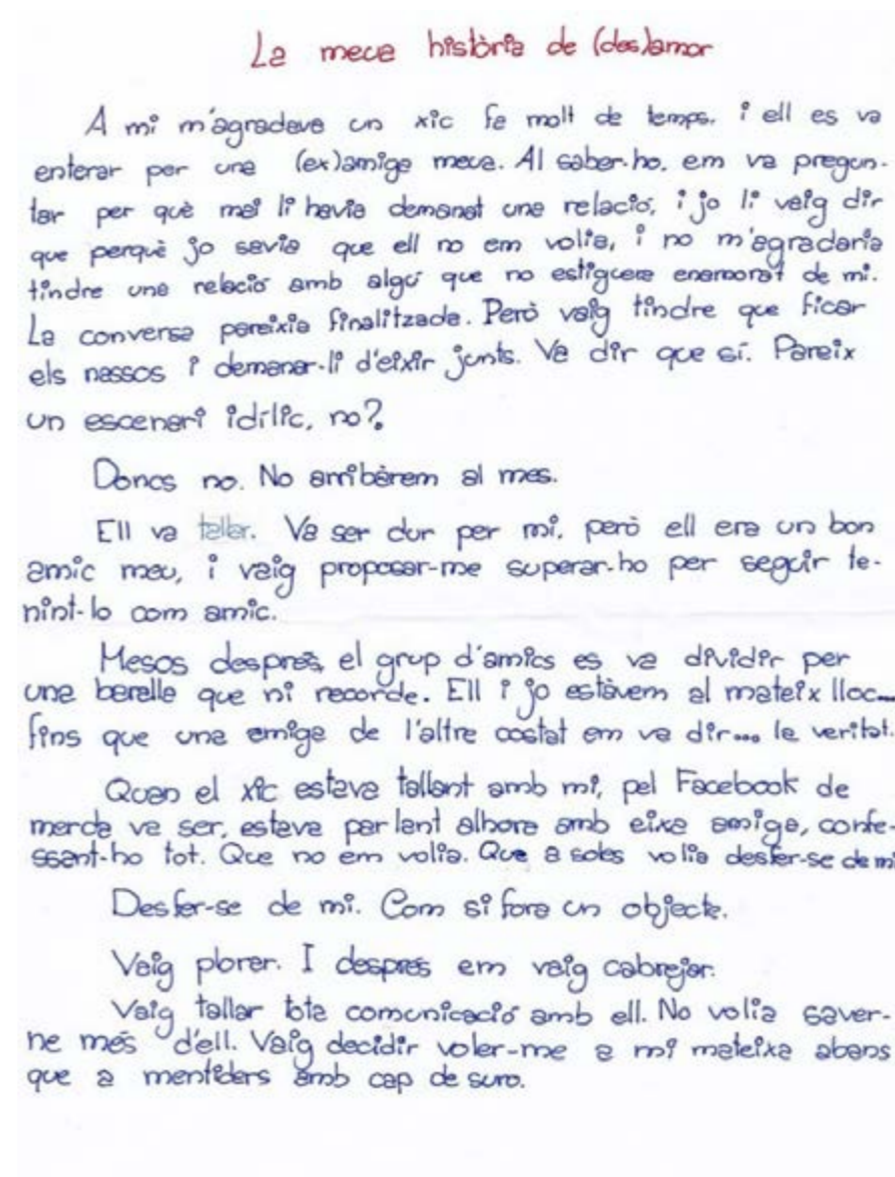 La meua història de (des)amor
A mi m'agradava un xic fa molt de temps. i ell es va
enterar per una (ex)amiga meua. Al saber-ho, em va pregun-
tar per què mai li havia demanat una relació, i jo li vaig dir
que perquè jo savia que ell no em volia, i no m'agradaria
tindre una relació amb algú que no estiguera enamorat de mi.
La conversa pareixia finalitzada. Però vaig tindre que ficar
els nassos i demanar-li d'eixir junts. Va dir que sí. Pareix
un escenari idílic, no?
Doncs no. No arribàrem al mes.
Ell va tallar. Va ser dur per mi, però ell era un bon
amic meu, i vaig proposar-me superar-ho per seguir te-
nint-lo com amic.
Mesos després, el grup d'amics es va dividir per
una baralla que ni recorde. Ell i jo estàvem al mateix lloc...
fins que una amiga de l'altre costat em va dir... la veritat.
Quan el xic estava tallant amb mi, pel Facebook de
merda va ser, estava parlant alhora amb eixa amiga, confe-
ssant-ho tot. Que no em volia. Que a soles volia desfer-se de mi
Desfer-se de mi. Com si fora un objecte.
Vaig plorar. I després em vaig cabrejar.
Vaig tallar tota comunicació amb ell. No volia saver-
ne més d'ell. Vaig decidir voler-me a mi mateixa abans
que a mentiders amb cap de suro.